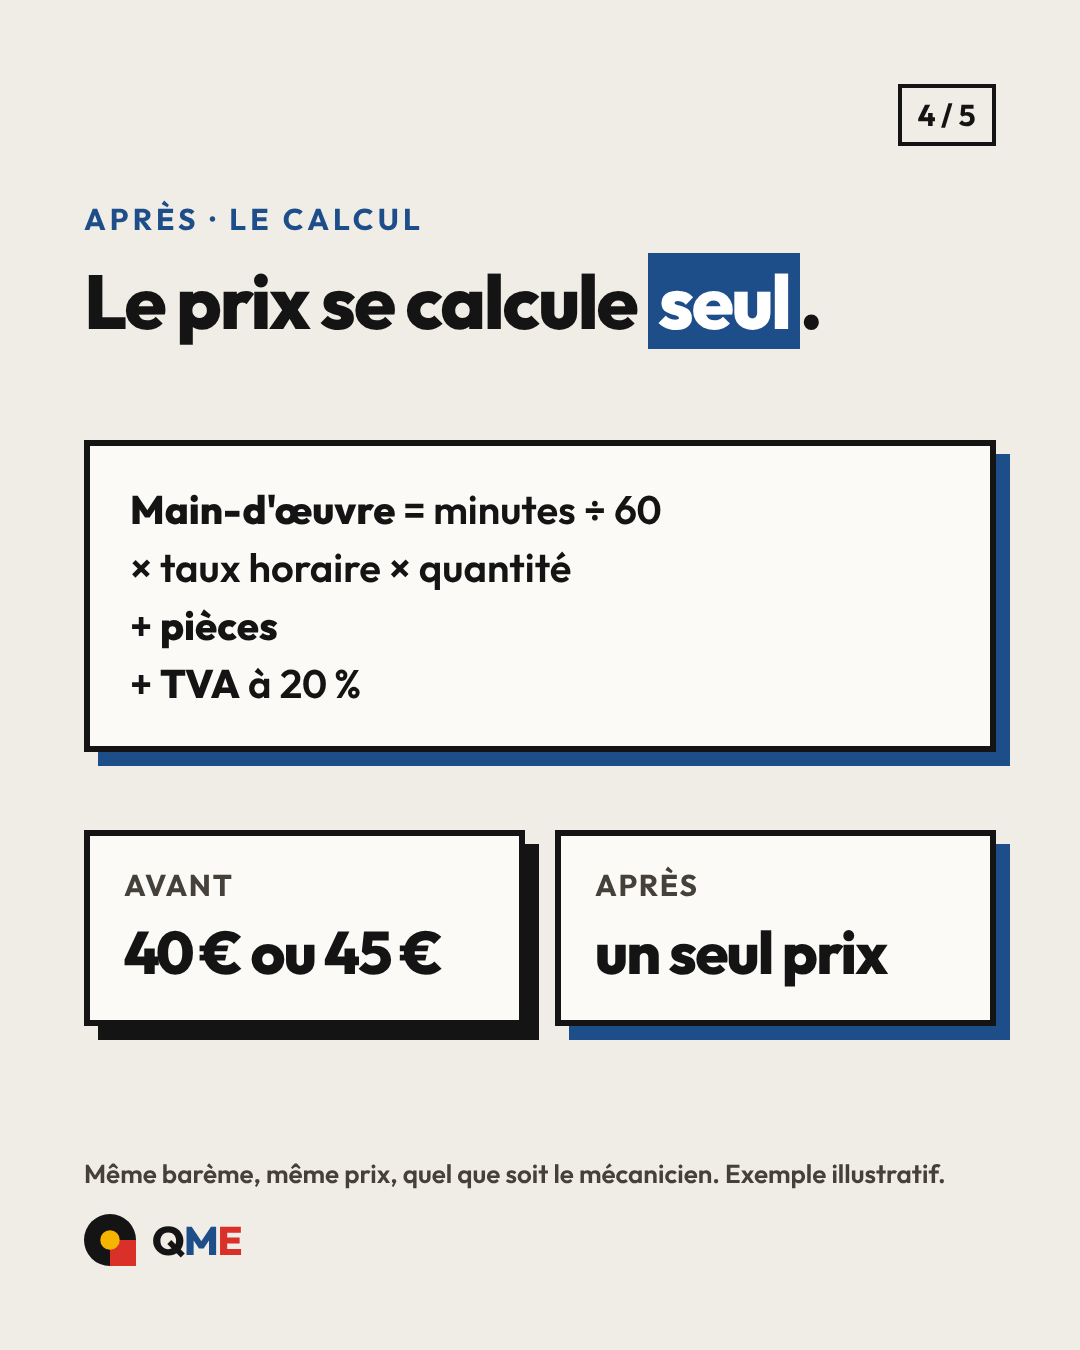 4 / 5
APRÈS · LE CALCUL
Le prix se calcule seul.
Main-d'œuvre = minutes ÷ 60
× taux horaire × quantité
+ pièces
+ TVA à 20 %
AVANT
40 € ou 45 €
APRÈS
un seul prix
Même barème, même prix, quel que soit le mécanicien. Exemple illustratif.
QME